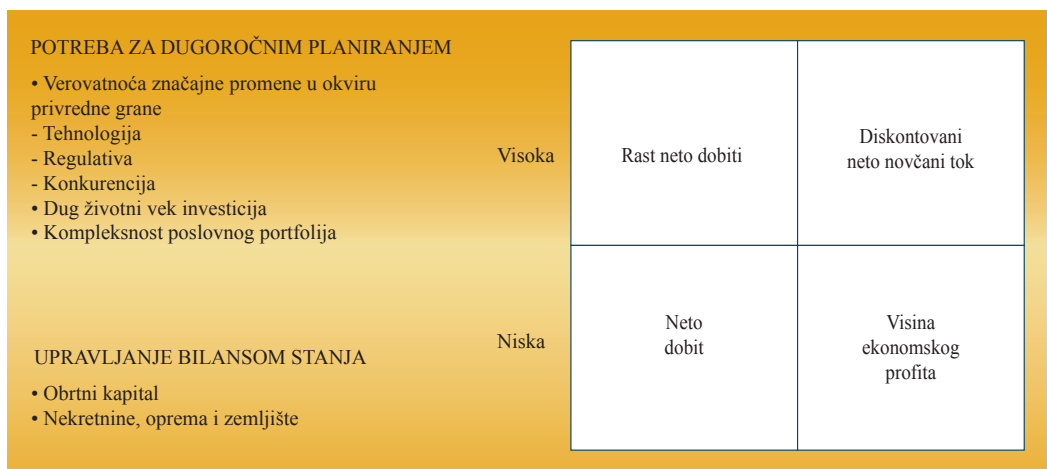 POTREBA ZA DUGOROČNIM PLANIRANJEM
• Verovatnoća značajne promene u okviru
privredne grane
- Tehnologija
- Regulativa
- Konkurencija
• Dug životni vek investicija
• Kompleksnost poslovnog portfolija
Visoka
Rast neto dobiti
Diskontovani
neto novčani tok
UPRAVLJANJE BILANSOM STANJA
• Obrtni kapital
• Nekretnine, oprema i zemljište
Niska
Neto
dobit
Visina
ekonomskog
profita